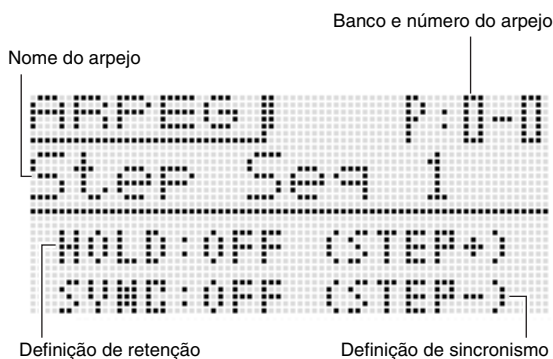 Banco e número do arpejo
Nome do arpejo
ARPEGJ P:0-0
Step Seq 1
HOLD:OFF (STEP+)
SYNC:OFF (STEP-)
Definição de retenção Definição de sincronismo